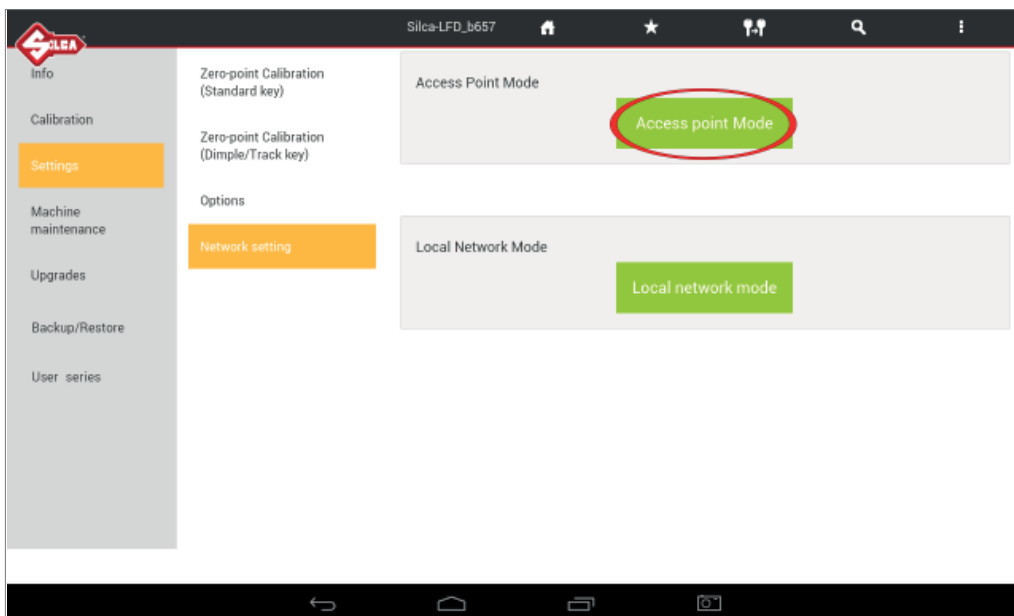 Silca-LFD_b657
SILCA
Info
Calibration
Settings
Machine
maintenance
Upgrades
Backup/Restore
User series
Zero-point Calibration
(Standard key)
Zero-point Calibration
(Dimple/Track key)
Options
Network setting
Access Point Mode
Access point Mode
Local Network Mode
Local network mode